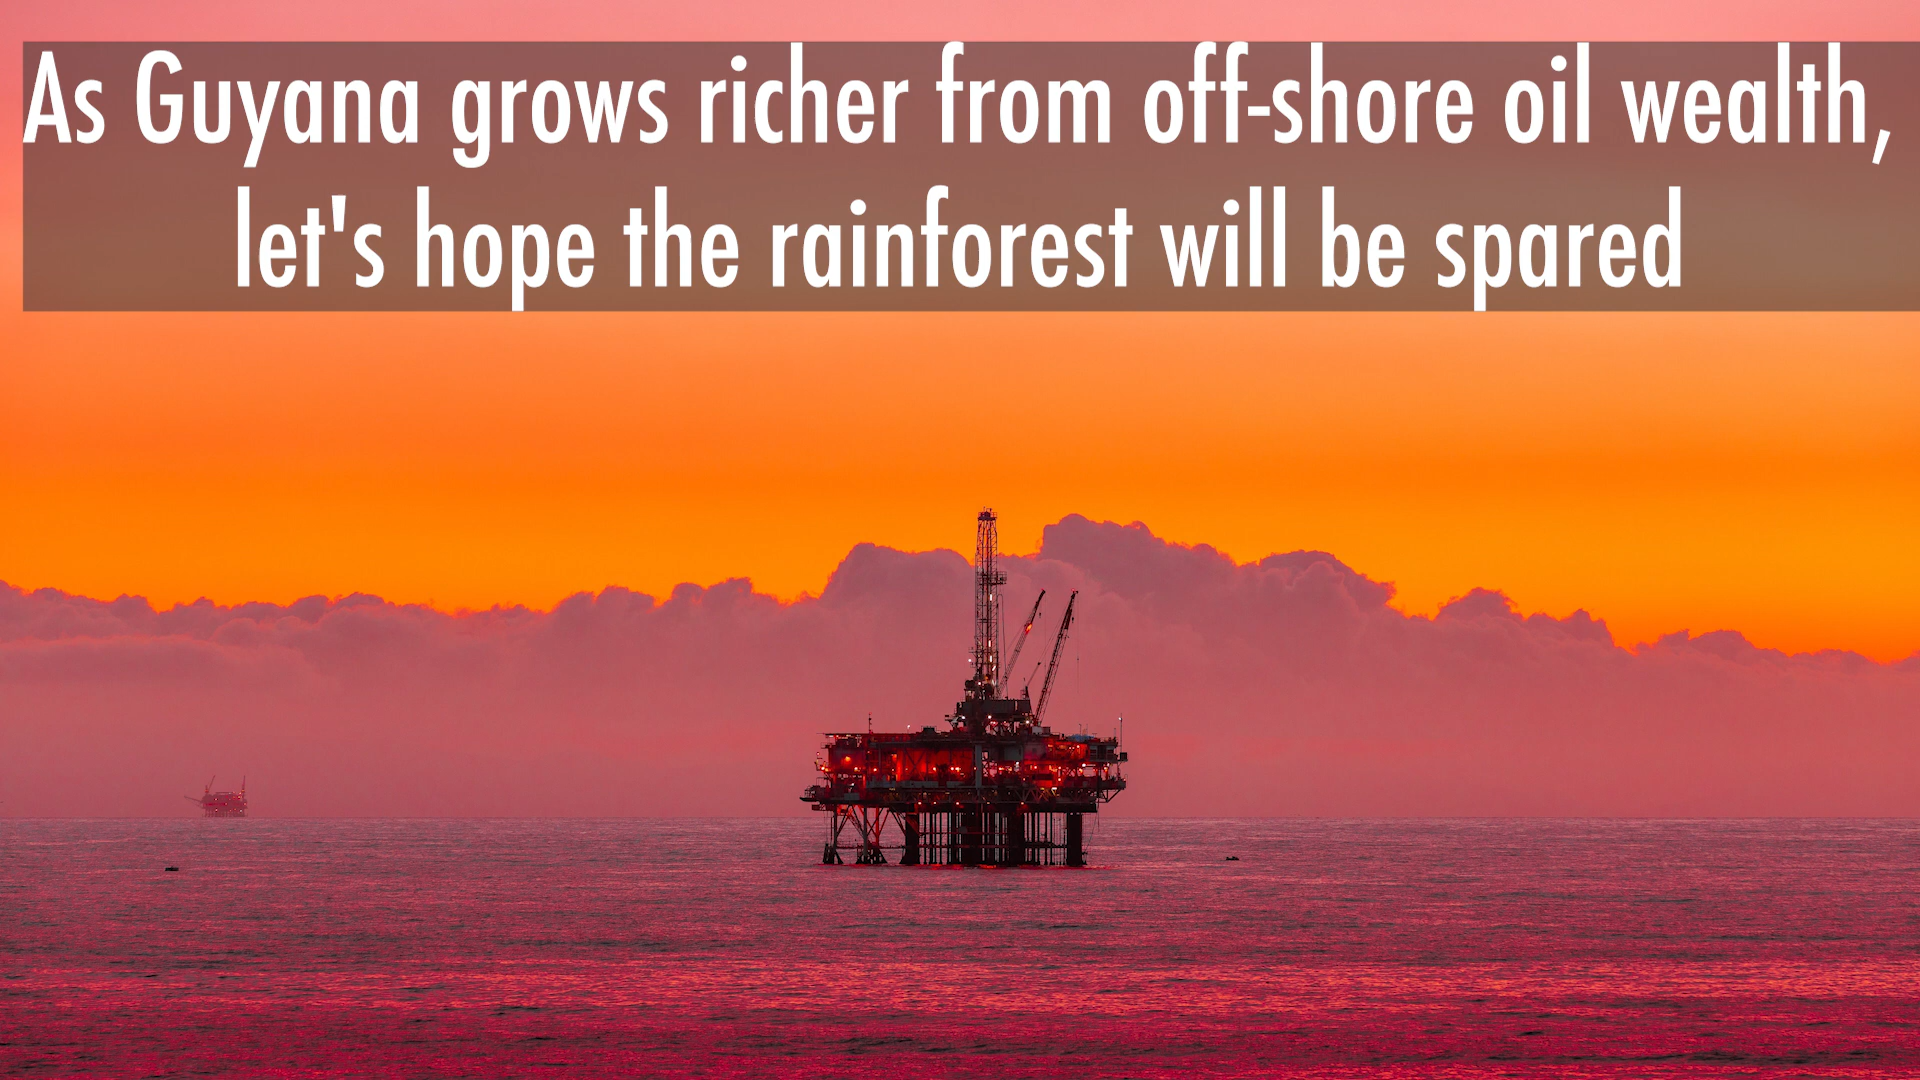 As Guyana grows richer from off-shore oil wealth,
let's hope the rainforest will be spared